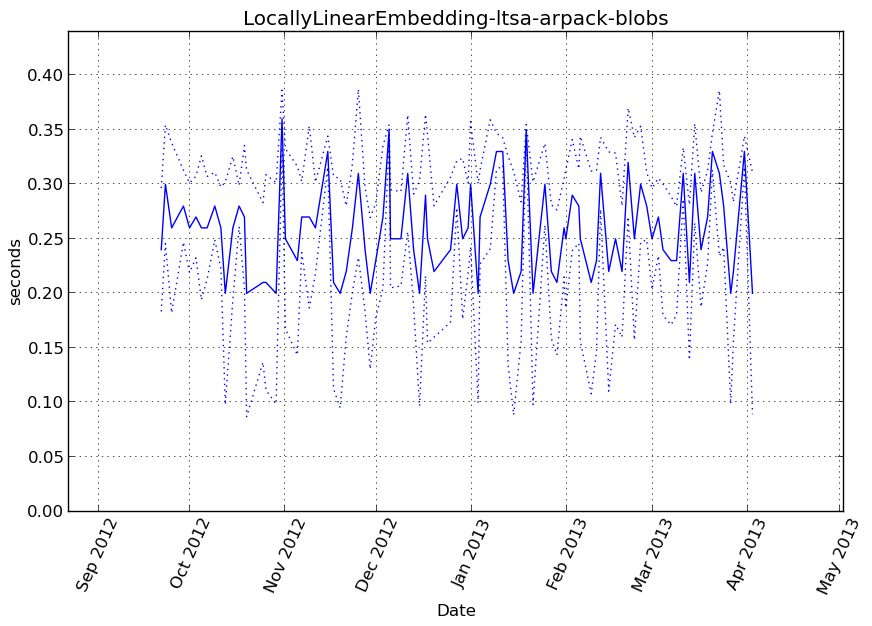 LocallyLinearEmbedding-ltsa-arpack-blobs
0.40
0.35
0.30
0.25
0.20
0.15
0.10
0.05
0.00
seconds
Sep 2012
Oct 2012
Nov 2012
Dec 2012
Jan 2013
Feb 2013
Mar 2013
Apr 2013
May 2013
Date